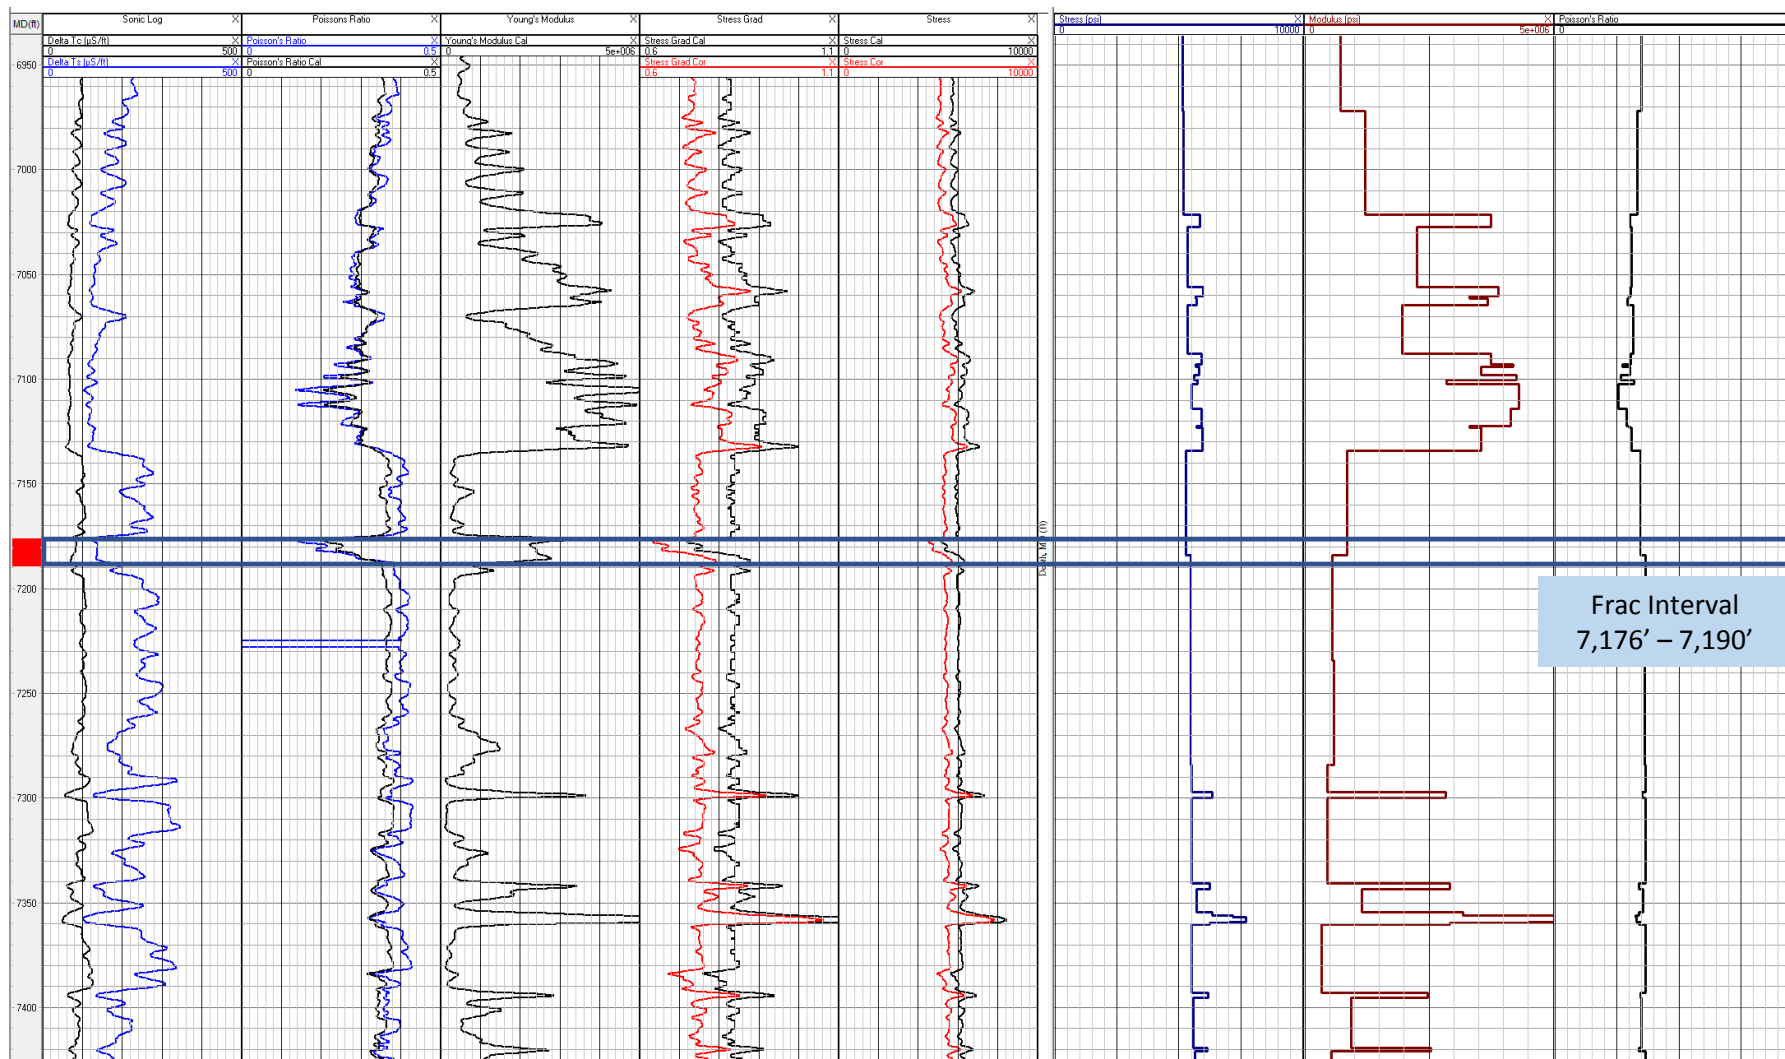 MD(ft)
Sonic Log
Poissons Ratio
Young's Modulus
Stress Grad
Stress
Delta Tc (µS/ft)
0 500
Delta Ts (µS/ft)
0 500
Poisson's Ratio
0 0.5
Poisson's Ratio Cal
0 0.5
Young's Modulus Cal
0 5e+006
Stress Grad Cal
0.6 1.1
Stress Grad Cor
0.6 1.1
Stress Cal
0 10000
Stress Cor
0 10000
Stress (psi)
0 10000
Modulus (psi)
0 5e+006
Poisson's Ratio
0
6950
7000
7050
7100
7150
7200
7250
7300
7350
7400
Depth, MD (ft)
Frac Interval
7,176’ – 7,190’